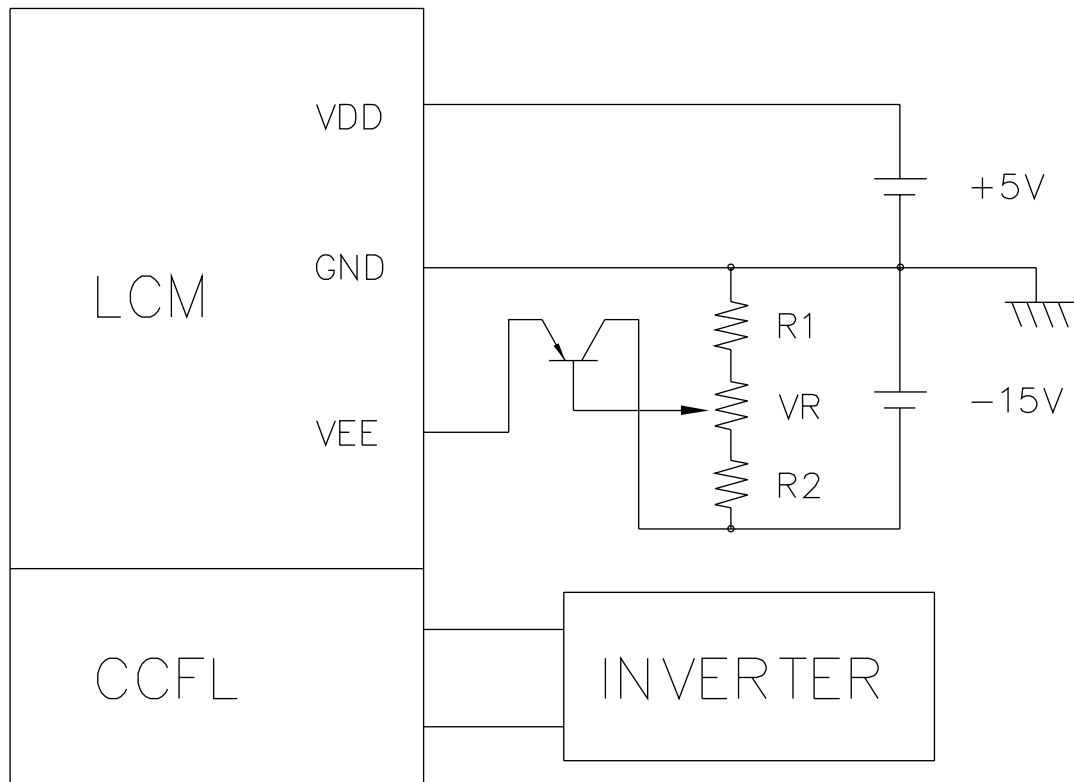 VDD
+5V
GND
LCM
R1
VR
-15V
VEE
R2
CCFL
INVERTER